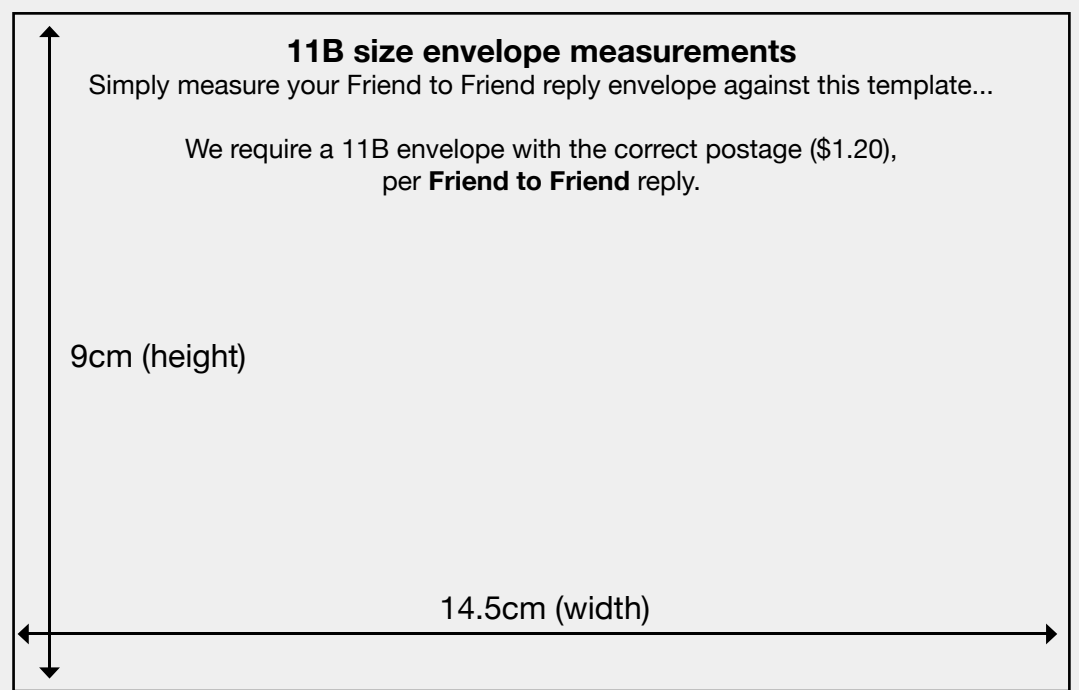 11B size envelope measurements
Simply measure your Friend to Friend reply envelope against this template...
We require a 11B envelope with the correct postage ($1.20),
per Friend to Friend reply.
9cm (height)
14.5cm (width)